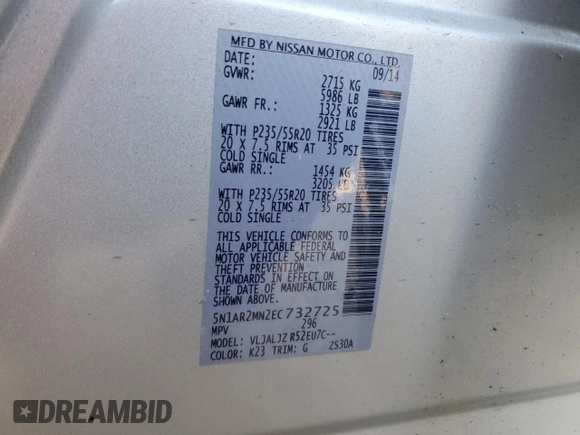 MFD BY NISSAN MOTOR CO., LTD.
DATE: 09/14
GVWR: 2715 KG
5986 LB
GAWR FR.: 1325 KG
2921 LB
WITH P235/55R20 TIRES
20 X 7.5 RIMS AT 35 PSI
COLD SINGLE
GAWR RR.: 1454 KG
3205 LB
WITH P235/55R20 TIRES
20 X 7.5 RIMS AT 35 PSI
COLD SINGLE
THIS VEHICLE CONFORMS TO
ALL APPLICABLE FEDERAL
MOTOR VEHICLE SAFETY AND
THEFT PREVENTION
STANDARDS IN EFFECT ON
THE DATE OF MANUFACTURE
SHOWN ABOVE.
5N1AR2MN2EC732725
MPV 296
MODEL: VLJALJZ R52EU7C--
COLOR: K23 TRIM: G ZS30A
DREAMBID